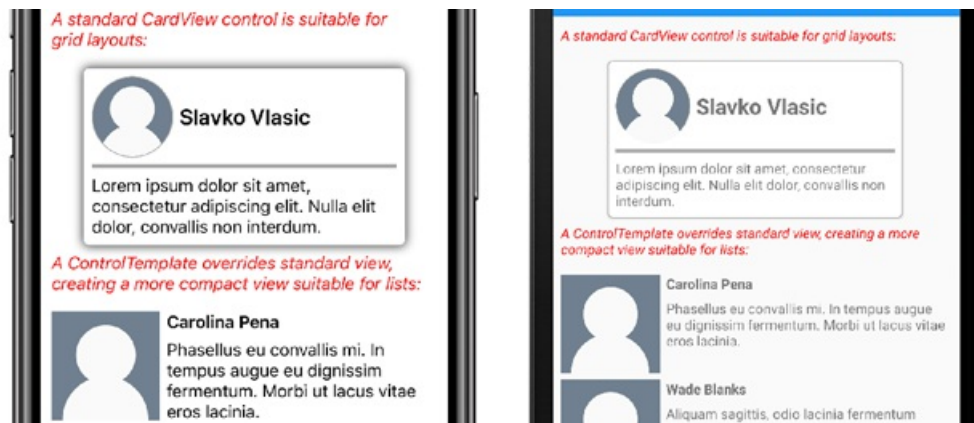 A standard CardView control is suitable for
grid layouts:
Slavko Vlasic
Lorem ipsum dolor sit amet,
consectetur adipiscing elit. Nulla elit
dolor, convallis non interdum.
A ControlTemplate overrides standard view,
creating a more compact view suitable for lists:
Carolina Pena
Phasellus eu convallis mi. In
tempus augue eu dignissim
fermentum. Morbi ut lacus vitae
eros lacinia.
A standard CardView control is suitable for grid layouts:
Slavko Vlasic
Lorem ipsum dolor sit amet, consectetur
adipiscing elit. Nulla elit dolor, convallis non
interdum.
A ControlTemplate overrides standard view, creating a more
compact view suitable for lists:
Carolina Pena
Phasellus eu convallis mi. In tempus augue
eu dignissim fermentum. Morbi ut lacus vitae
eros lacinia.
Wade Blanks
Aliquam sagittis, odio lacinia fermentum